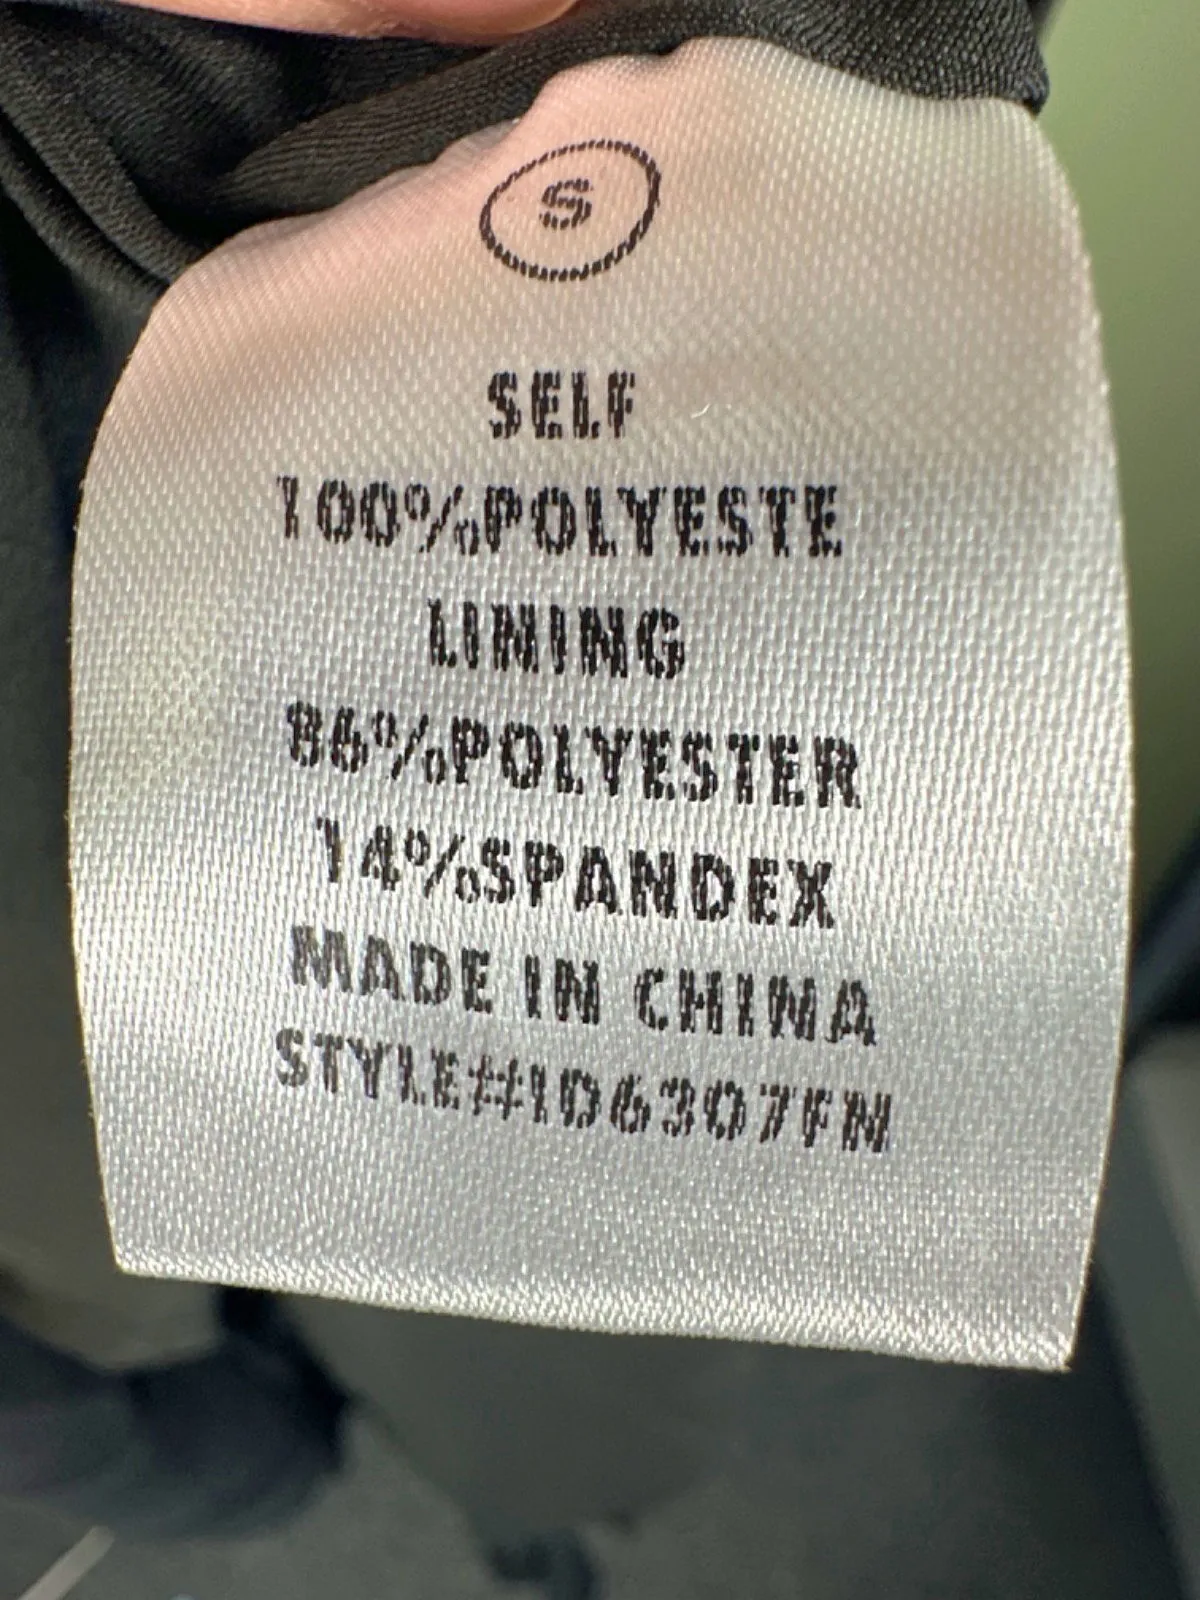 S
SELF
100%POLYESTE
LINING
86%POLYESTER
14%SPANDEX
MADE IN CHINA
STYLE#ID6307FN